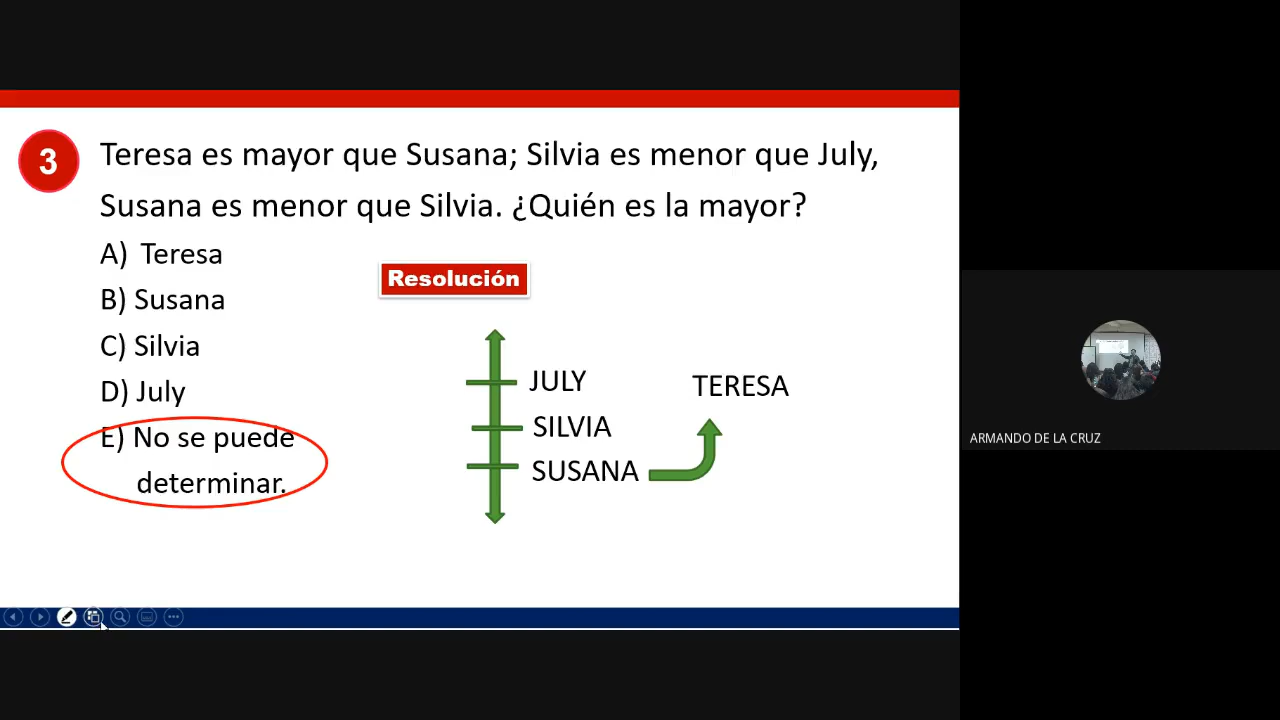 3
Teresa es mayor que Susana; Silvia es menor que July,
Susana es menor que Silvia. ¿Quién es la mayor?
A) Teresa
B) Susana
C) Silvia
D) July
E) No se puede
determinar.
Resolución
JULY
TERESA
SILVIA
SUSANA
ARMANDO DE LA CRUZ